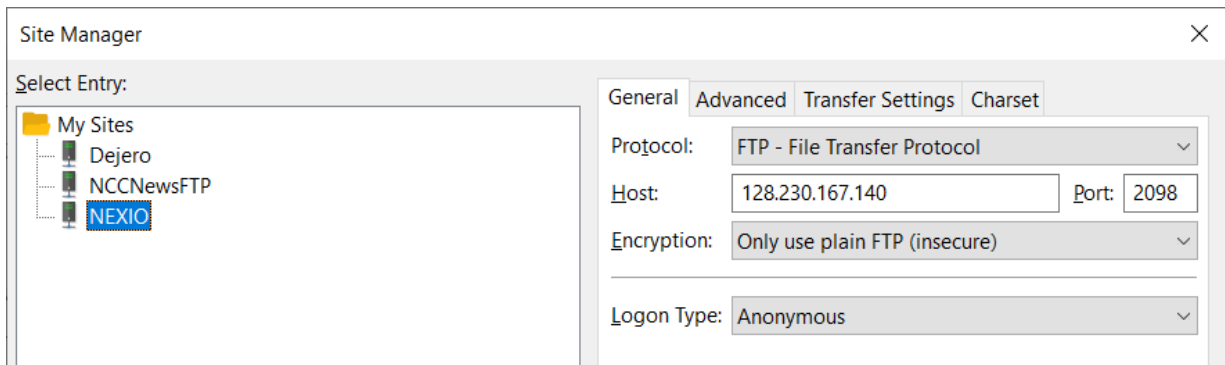 Site Manager
Select Entry:
My Sites
Dejero
NCCNewsFTP
NEXIO
General Advanced Transfer Settings Charset
Protocol: FTP - File Transfer Protocol
Host: 128.230.167.140 Port: 2098
Encryption: Only use plain FTP (insecure)
Logon Type: Anonymous